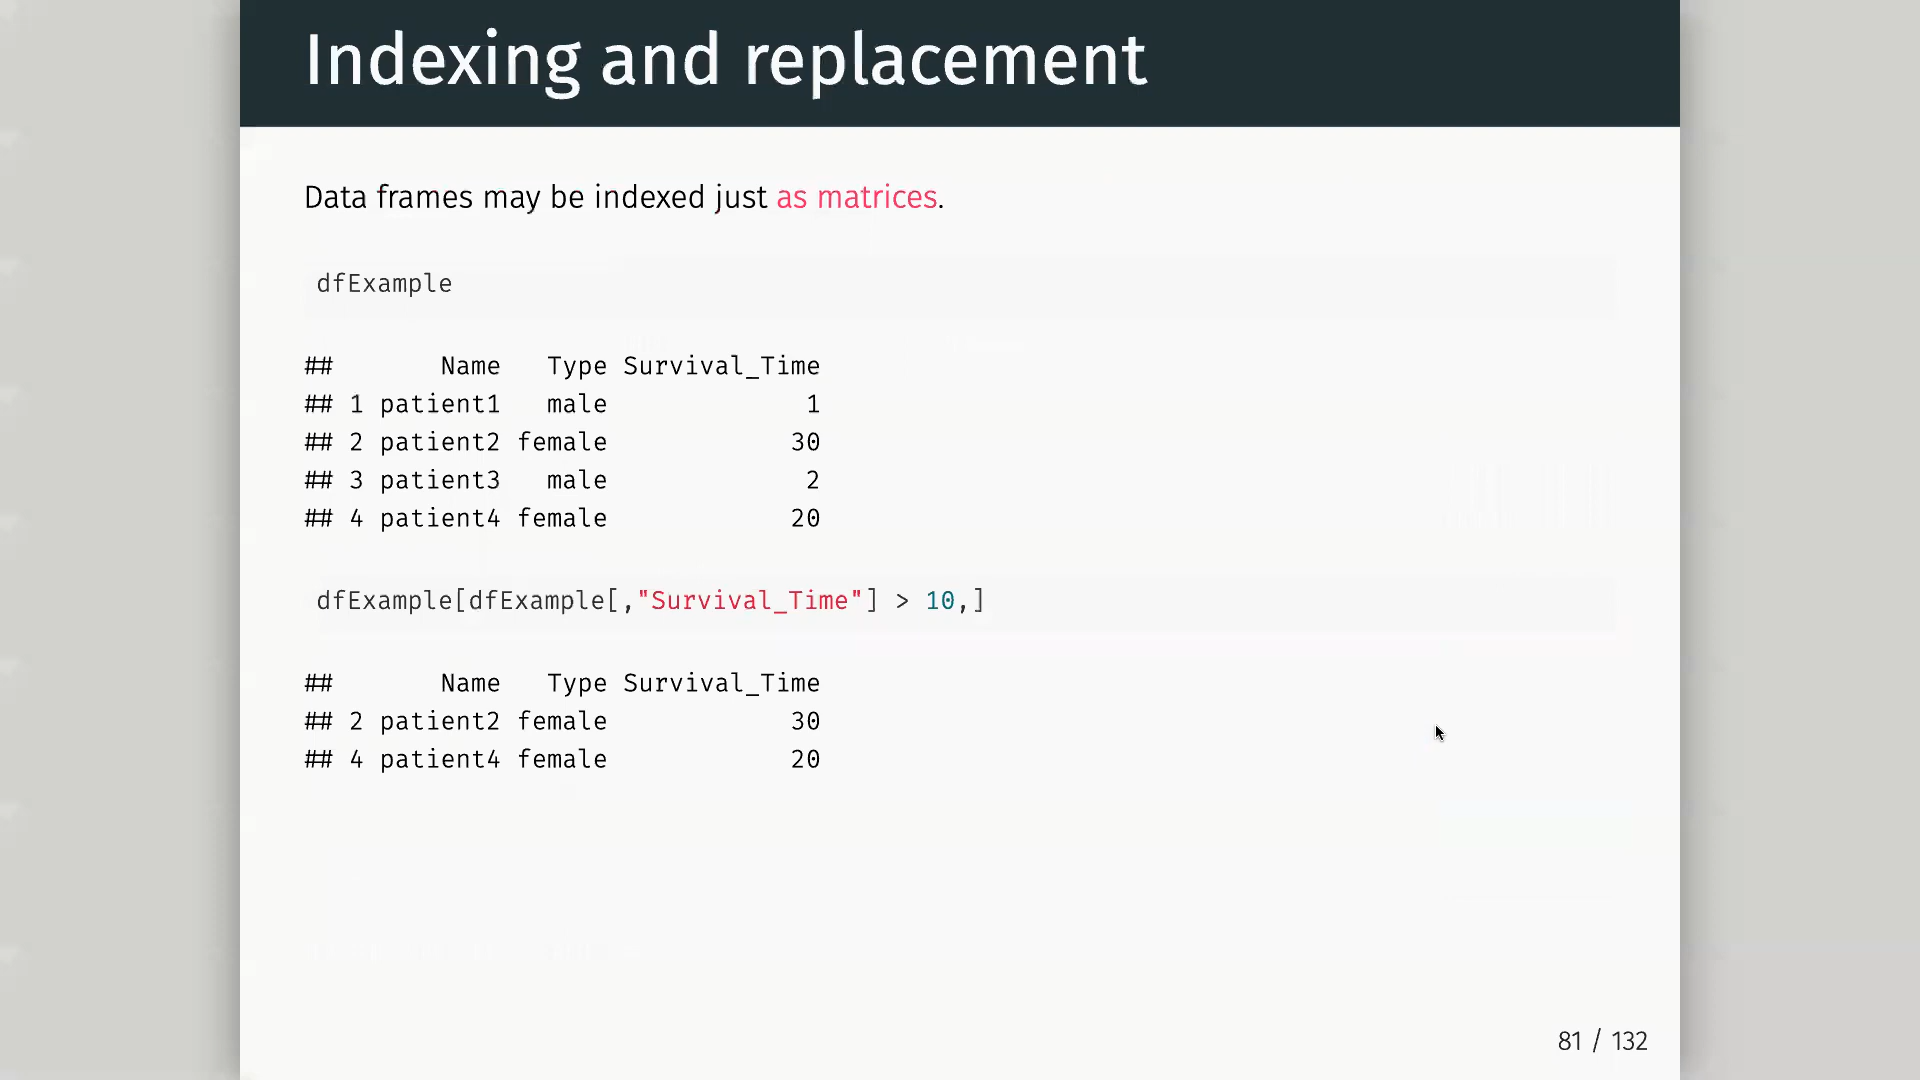 Indexing and replacement
Data frames may be indexed just as matrices.
dfExample
##       Name   Type Survival_Time
## 1 patient1   male             1
## 2 patient2 female            30
## 3 patient3   male             2
## 4 patient4 female            20
dfExample[dfExample[,"Survival_Time"] > 10,]
##       Name   Type Survival_Time
## 2 patient2 female            30
## 4 patient4 female            20
81 / 132